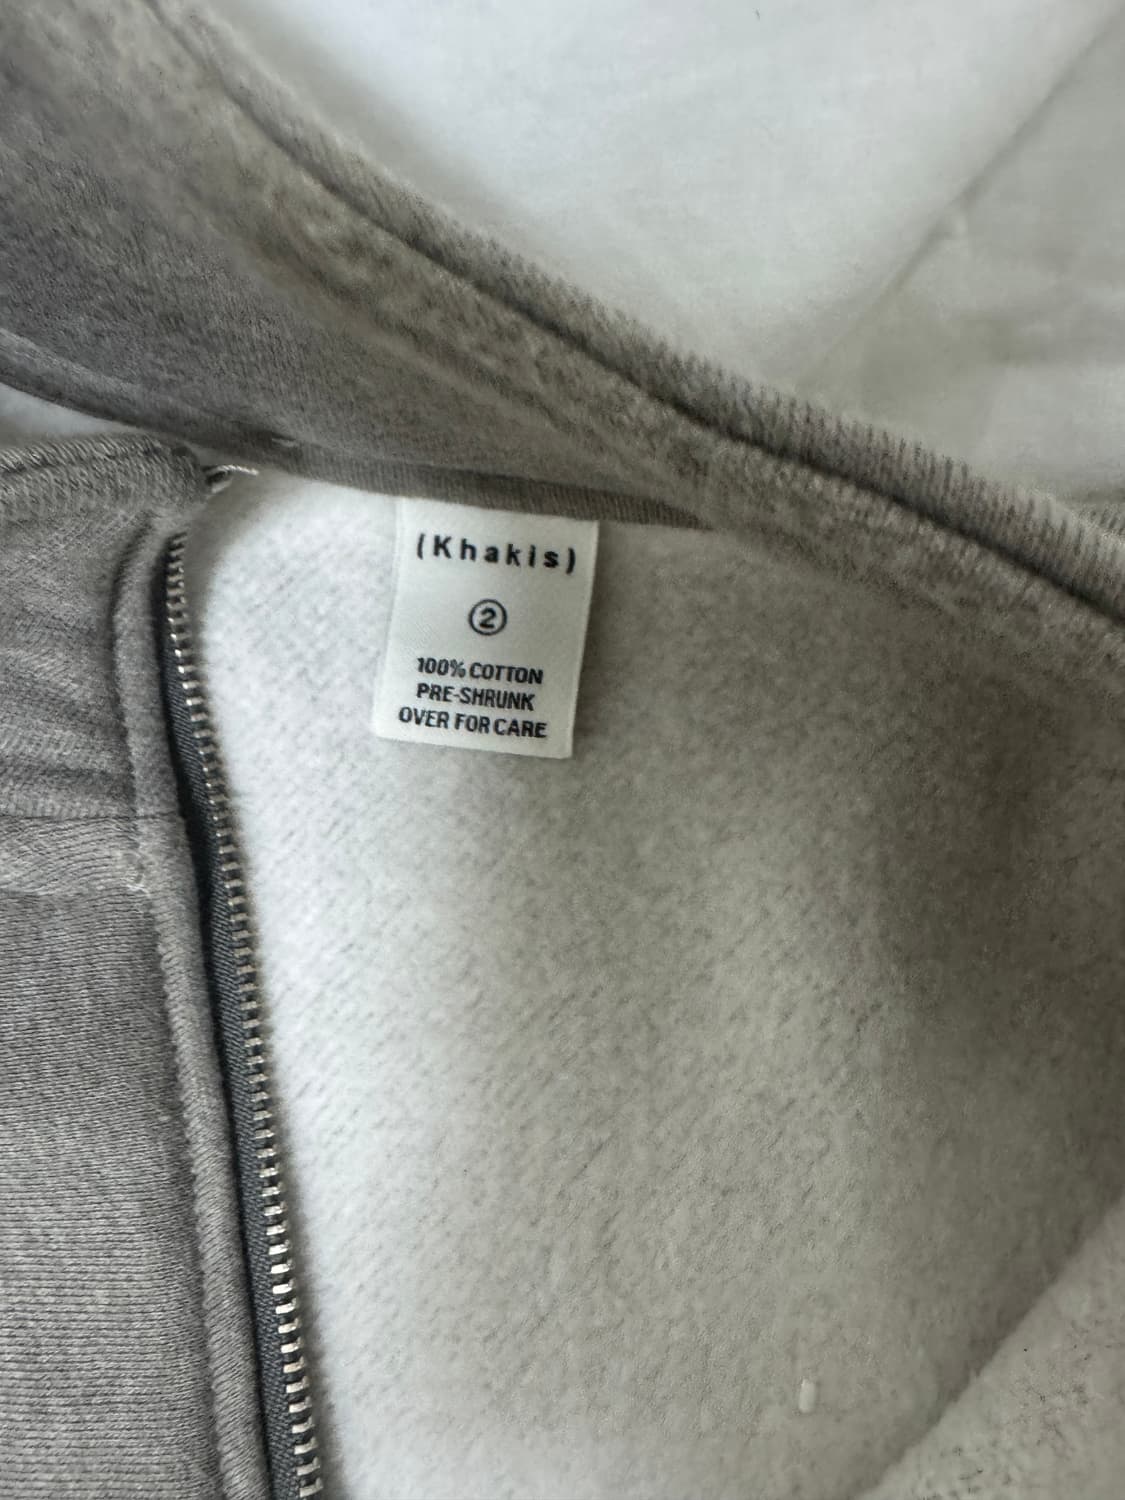 (Khakis)
②
100% COTTON
PRE-SHRUNK
OVER FOR CARE